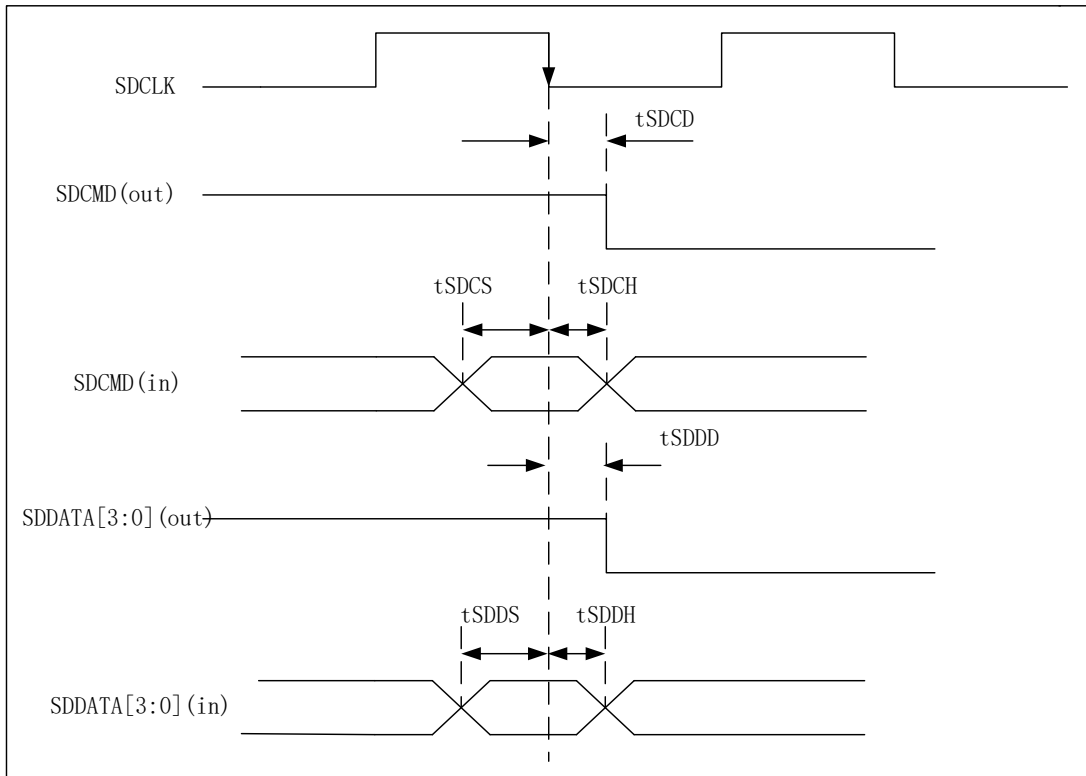 SDCLK
tSDCD
SDCMD(out)
tSDCS
tSDCH
SDCMD(in)
tSDDD
SDDATA[3:0](out)
tSDDS
tSDDH
SDDATA[3:0](in)